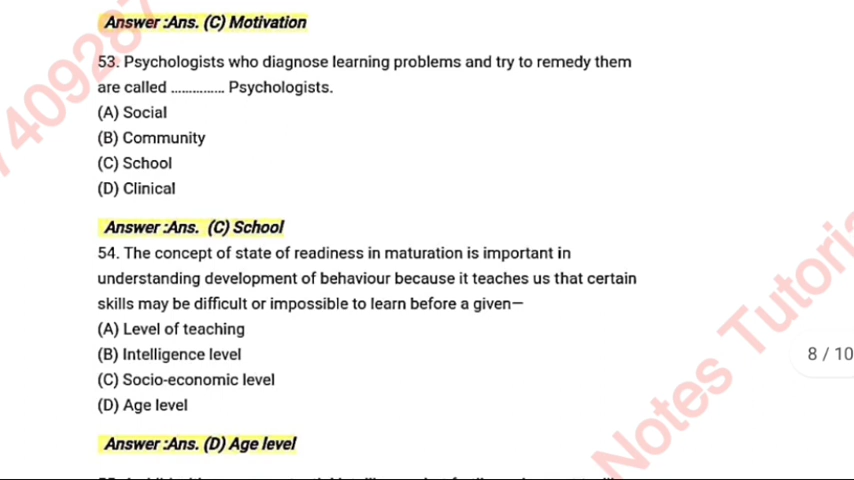 Answer :Ans. (C) Motivation
53. Psychologists who diagnose learning problems and try to remedy them
are called .............. Psychologists.
(A) Social
(B) Community
(C) School
(D) Clinical
Answer :Ans. (C) School
54. The concept of state of readiness in maturation is important in
understanding development of behaviour because it teaches us that certain
skills may be difficult or impossible to learn before a given—
(A) Level of teaching
(B) Intelligence level
(C) Socio-economic level
(D) Age level
Answer :Ans. (D) Age level
8 / 10
740928
Notes Tutori